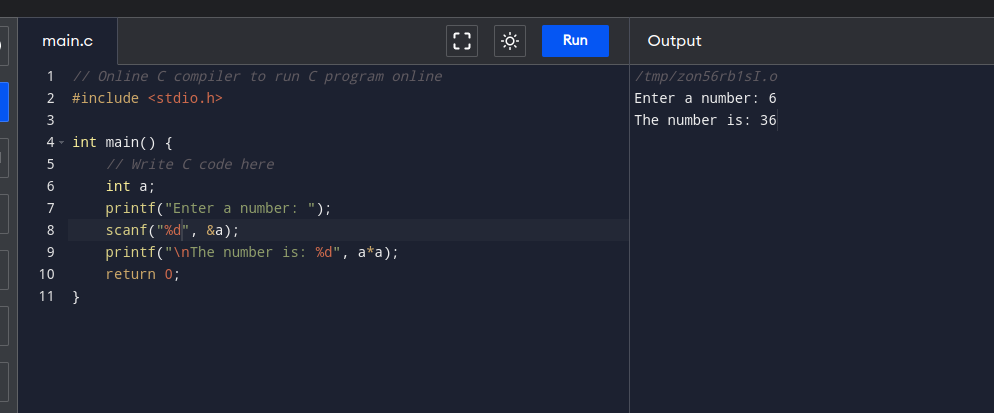 main.c
Run
1 // Online C compiler to run C program online
2 #include <stdio.h>
3
4 int main() {
5     // Write C code here
6     int a;
7     printf("Enter a number: ");
8     scanf("%d", &a);
9     printf("\nThe number is: %d", a*a);
10     return 0;
11 }
Output
/tmp/zon56rb1sI.o
Enter a number: 6
The number is: 36